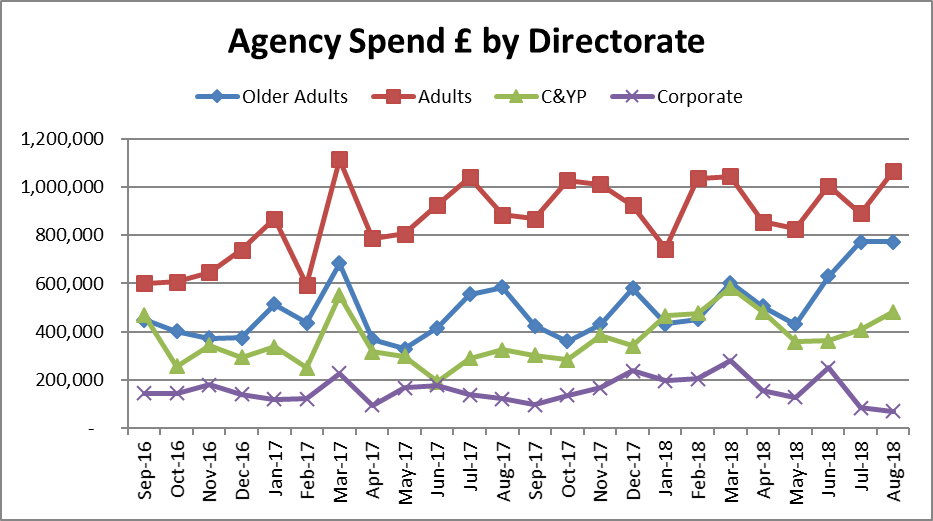 Agency Spend £ by Directorate
Older Adults Adults C&YP Corporate
1,200,000
1,000,000
800,000
600,000
400,000
200,000
-
Sep-16
Oct-16
Nov-16
Dec-16
Jan-17
Feb-17
Mar-17
Apr-17
May-17
Jun-17
Jul-17
Aug-17
Sep-17
Oct-17
Nov-17
Dec-17
Jan-18
Feb-18
Mar-18
Apr-18
May-18
Jun-18
Jul-18
Aug-18